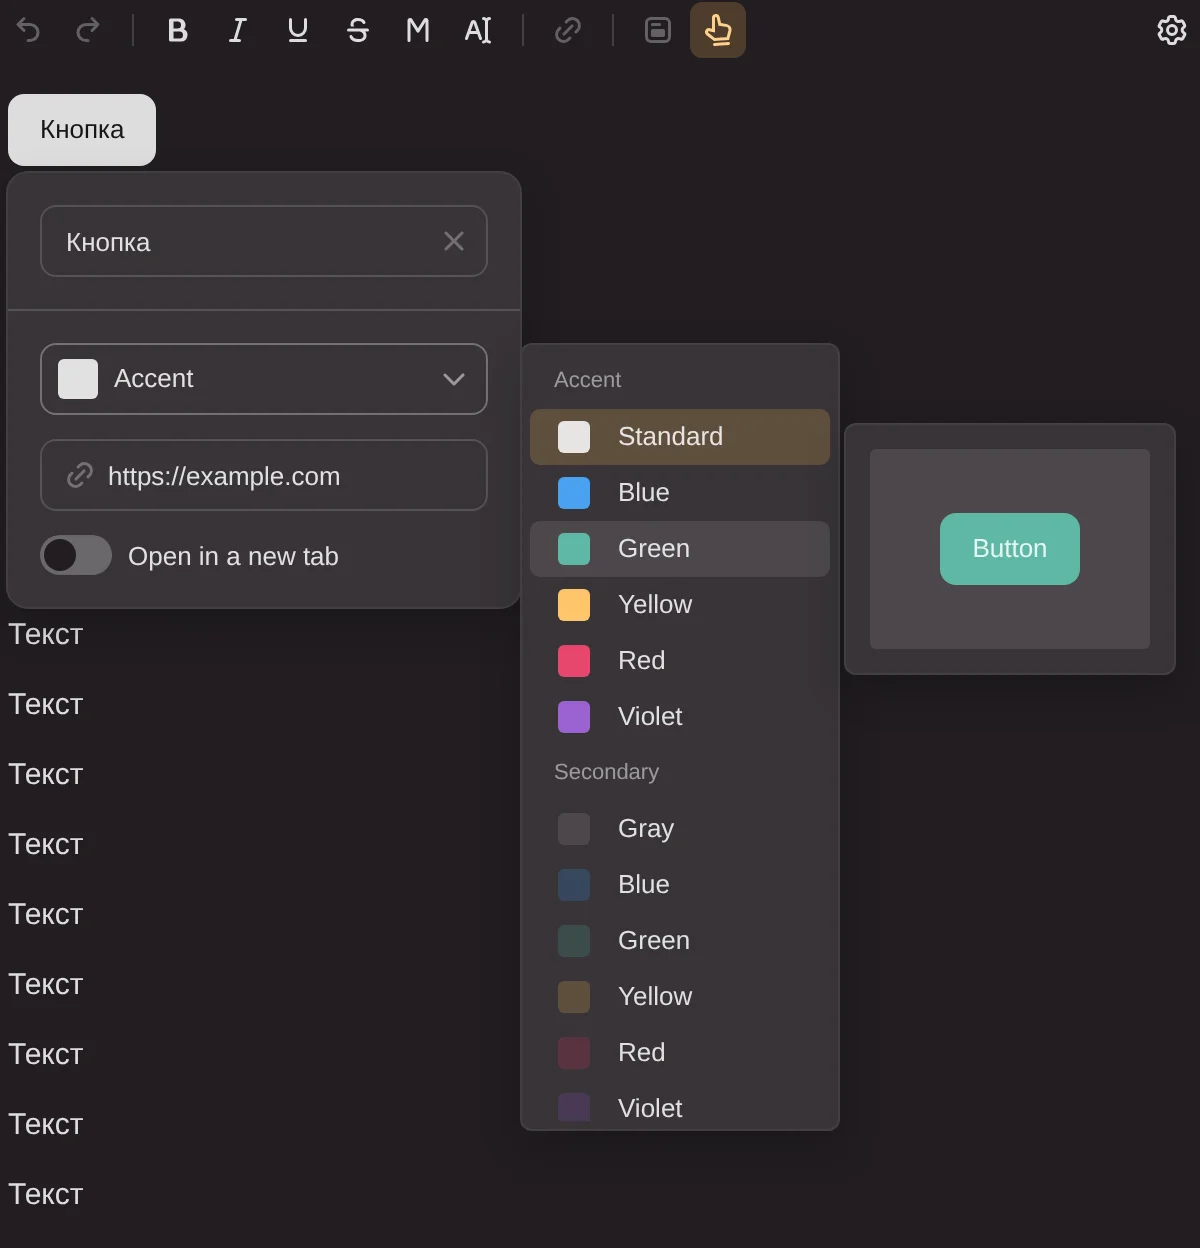 B I U S M A
Кнопка
Кнопка
Accent
https://example.com
Open in a new tab
Accent
Standard
Blue
Green
Yellow
Red
Violet
Secondary
Gray
Blue
Green
Yellow
Red
Violet
Button
Текст
Текст
Текст
Текст
Текст
Текст
Текст
Текст
Текст